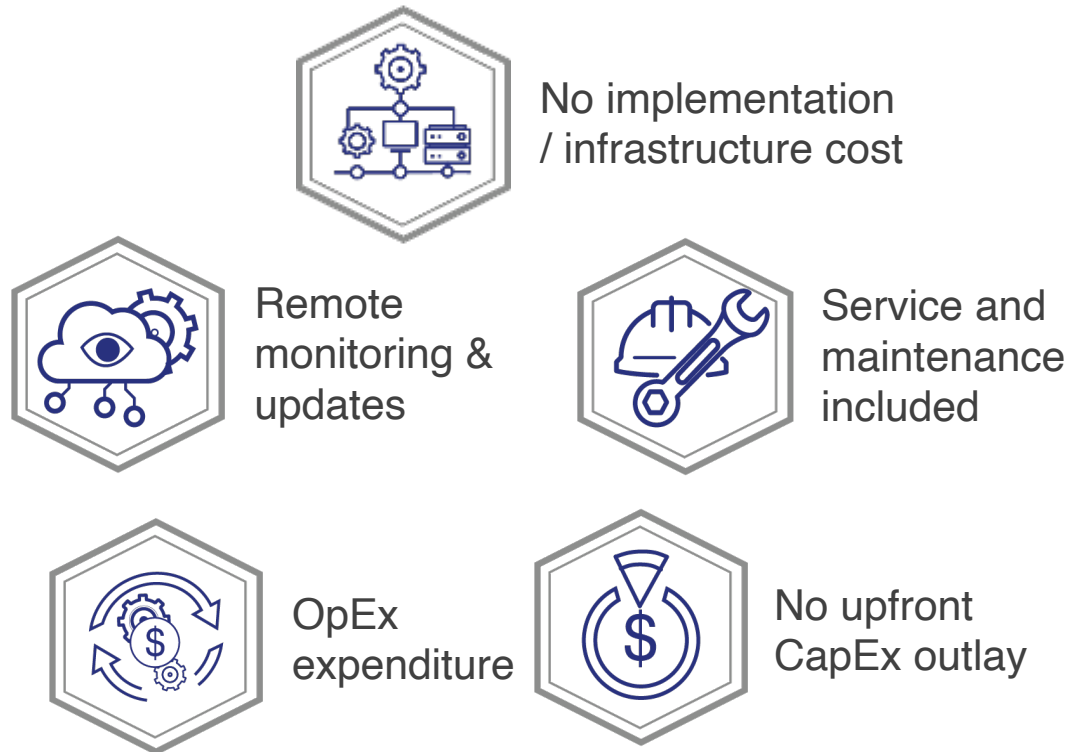 No implementation
/ infrastructure cost
Remote
monitoring &
updates
Service and
maintenance
included
OpEx
expenditure
$
No upfront
CapEx outlay
$